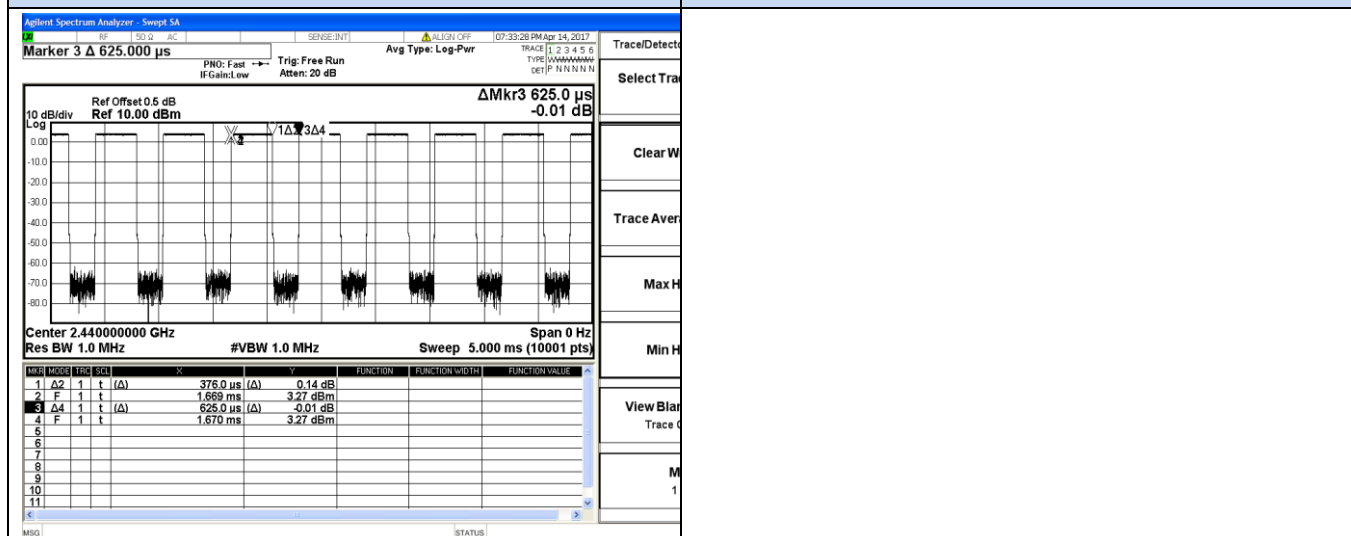 Agilent Spectrum Analyzer - Swept SA
RF 50 Ω AC SENSE:INT ALIGN OFF 07:33:28 PM Apr 14, 2017
Marker 3 Δ 625.000 µs
PNO: Fast
IFGain:Low
Trig: Free Run
Atten: 20 dB
Avg Type: Log-Pwr
TRACE 1 2 3 4 5 6
TYPE
DET P N N N N N
Ref Offset 0.5 dB
10 dB/div Ref 10.00 dBm
Log
ΔMkr3 625.0 µs
-0.01 dB
1Δ2 3Δ4
0.00
-10.0
-20.0
-30.0
-40.0
-50.0
-60.0
-70.0
-80.0
Center 2.440000000 GHz Span 0 Hz
Res BW 1.0 MHz #VBW 1.0 MHz Sweep 5.000 ms (10001 pts)
MKR MODE TRC SCL X Y FUNCTION FUNCTION WIDTH FUNCTION VALUE
1 Δ2 1 t (Δ) 376.0 µs (Δ) 0.14 dB
2 F 1 t 1.669 ms 3.27 dBm
3 Δ4 1 t (Δ) 625.0 µs (Δ) -0.01 dB
4 F 1 t 1.670 ms 3.27 dBm
5
6
7
8
9
10
11
MSG STATUS
Trace/Detecto
Select Tra
Clear W
Trace Aver
Max H
Min H
View Blan
Trace
M
1